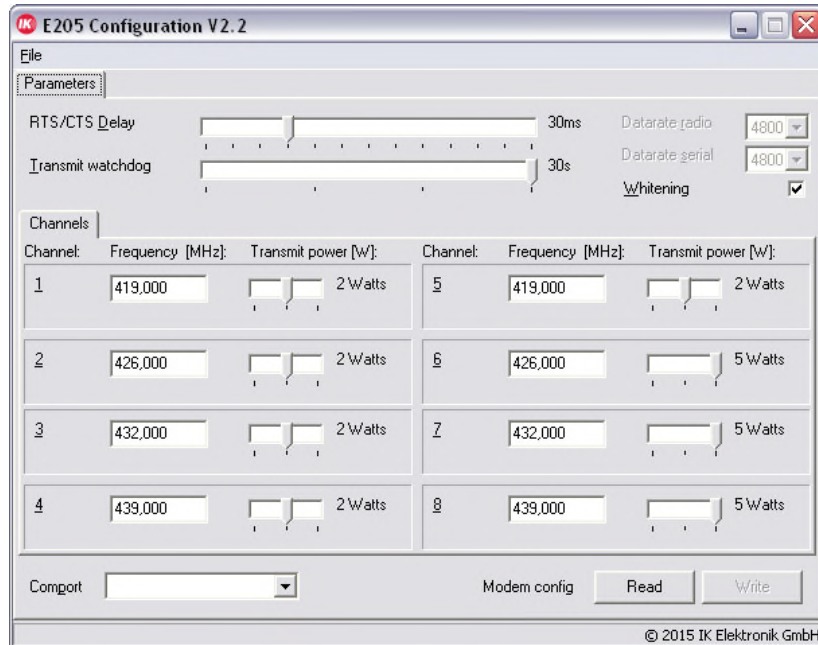 IK E205 Configuration V2.2
File
Parameters
RTS/CTS Delay 30ms Datarate radio 4800
Transmit watchdog 30s Datarate serial 4800
Whitening
Channels
Channel: Frequency [MHz]: Transmit power [W]: Channel: Frequency [MHz]: Transmit power [W]:
1 419,000 2 Watts 5 419,000 2 Watts
2 426,000 2 Watts 6 426,000 5 Watts
3 432,000 2 Watts 7 432,000 5 Watts
4 439,000 2 Watts 8 439,000 5 Watts
Comport Modem config Read Write
© 2015 IK Elektronik GmbH